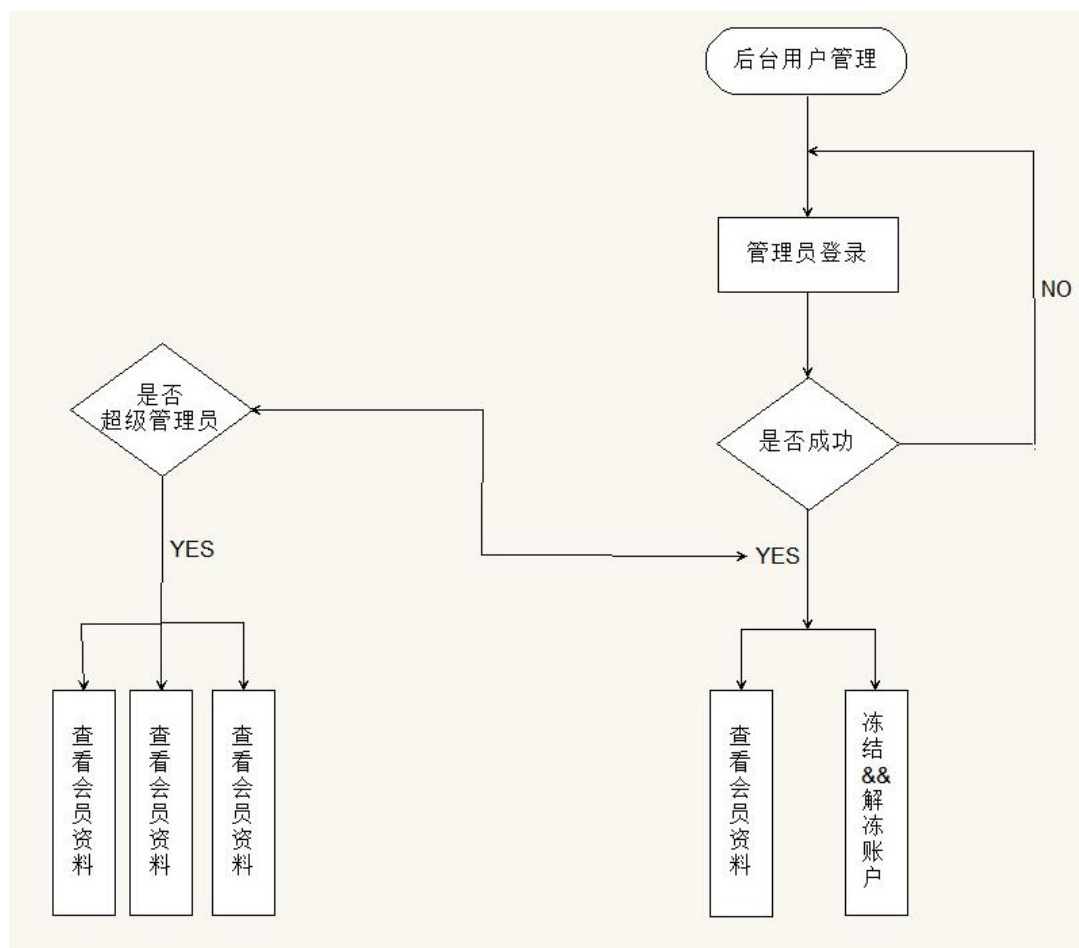 后台用户管理
管理员登录
NO
是否
超级管理员
是否成功
YES
YES
查看会员资料
查看会员资料
查看会员资料
查看会员资料
冻结&&解冻账户